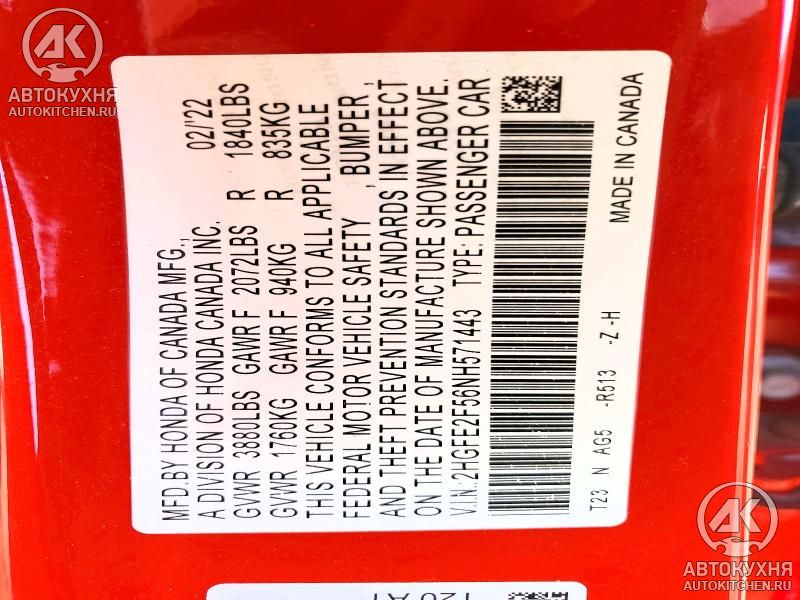 AK
АВТОКУХНЯ
AUTOKITCHEN.RU
MFD.BY HONDA OF CANADA MFG., 02/'22
A DIVISION OF HONDA CANADA INC.
GVWR 3880LBS GAWR F 2072LBS R 1840LBS
GVWR 1760KG GAWR F 940KG R 835KG
THIS VEHICLE CONFORMS TO ALL APPLICABLE
FEDERAL MOTOR VEHICLE SAFETY , BUMPER ,
AND THEFT PREVENTION STANDARDS IN EFFECT
ON THE DATE OF MANUFACTURE SHOWN ABOVE.
V.I.N.:2HGFE2F56NH571443 TYPE: PASSENGER CAR
T23 N AG5 -R513 -Z -H MADE IN CANADA
AK
АВТОКУХНЯ
AUTOKITCHEN.RU